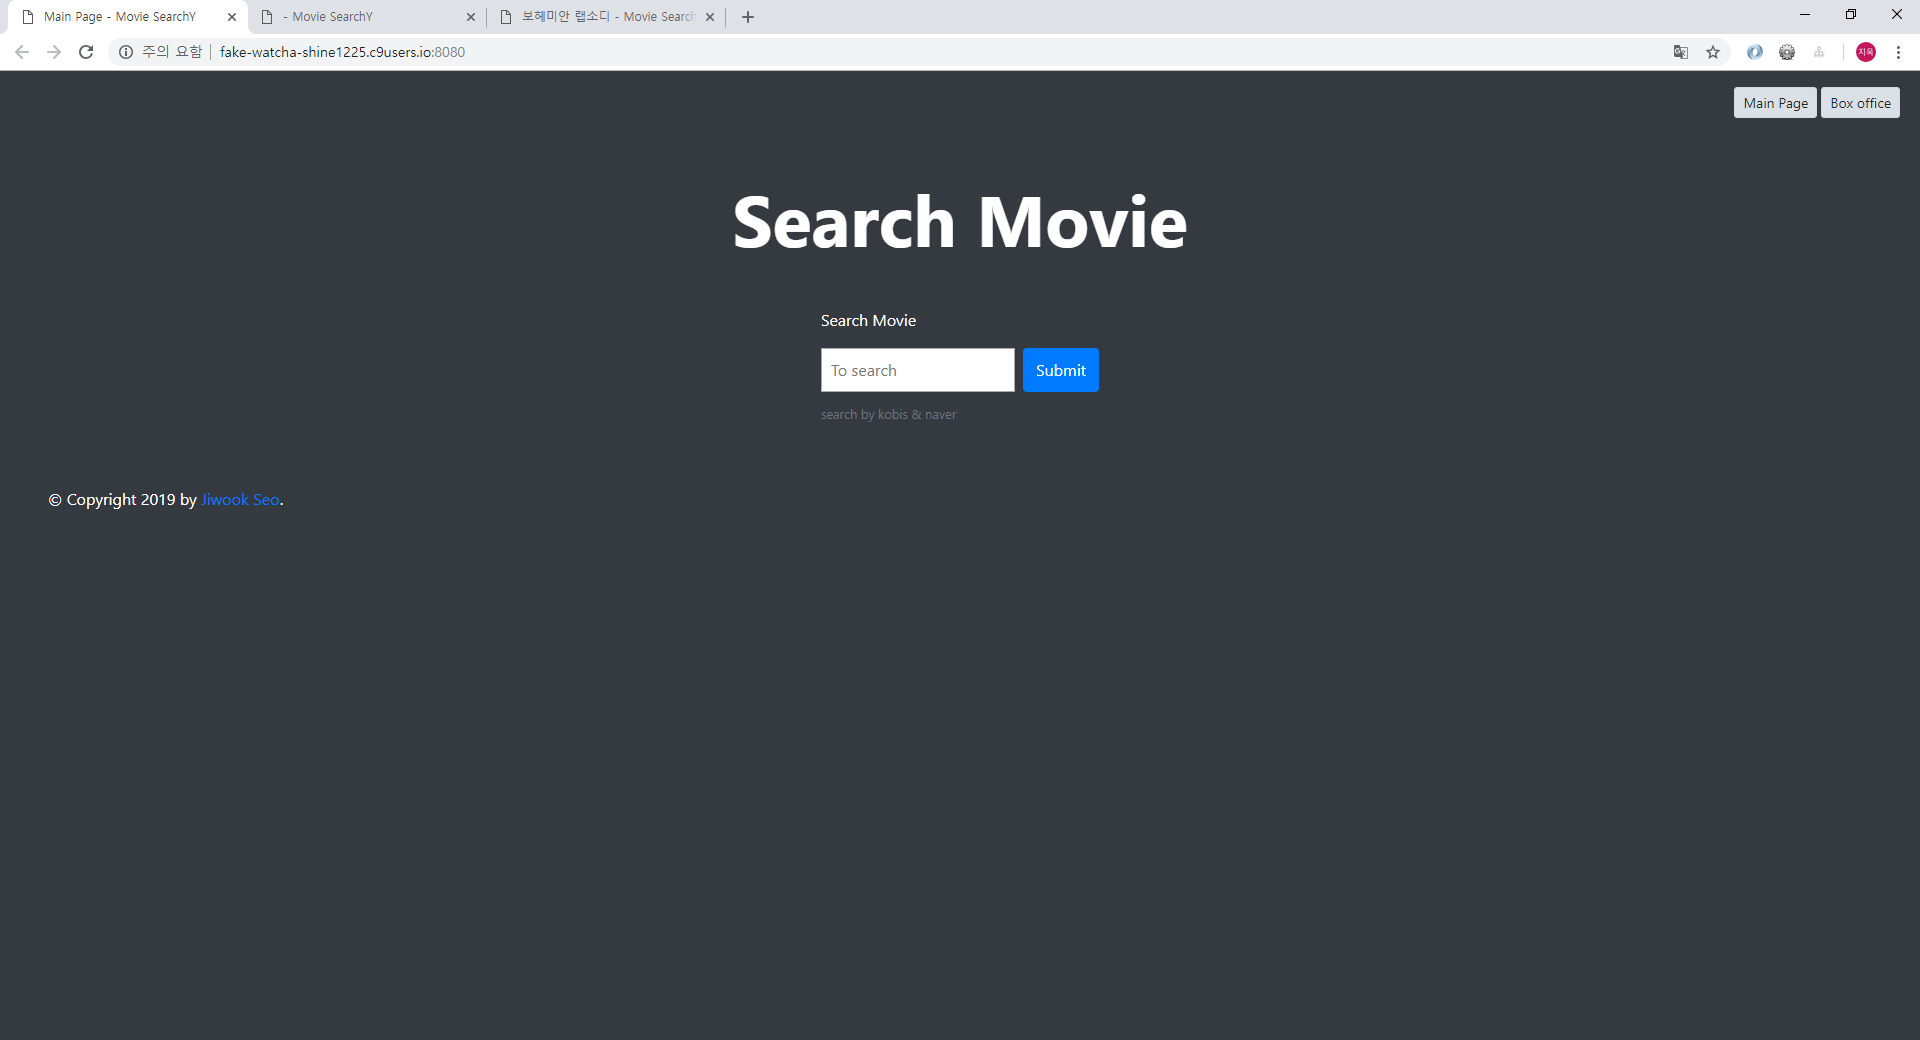 Main Page - Movie SearchY
- Movie SearchY
보헤미안 랩소디 - Movie Search
주의 요함
fake-watcha-shine1225.c9users.io:8080
지욱
Main Page
Box office
Search Movie
Search Movie
To search
Submit
search by kobis & naver
© Copyright 2019 by Jiwook Seo.